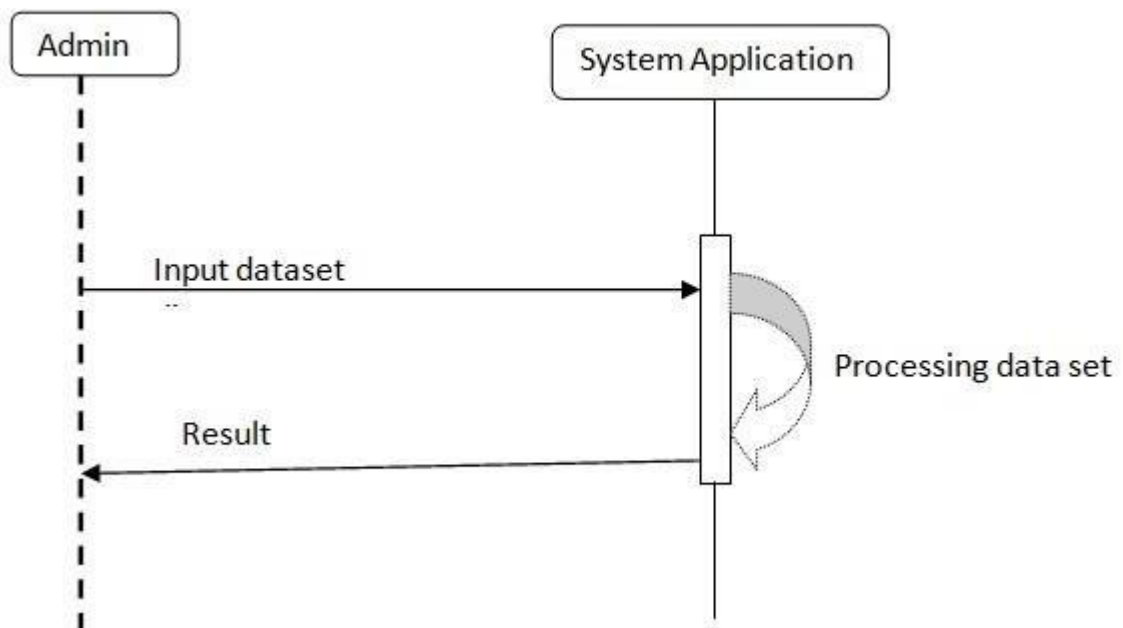 Admin
System Application
Input dataset
Processing data set
Result